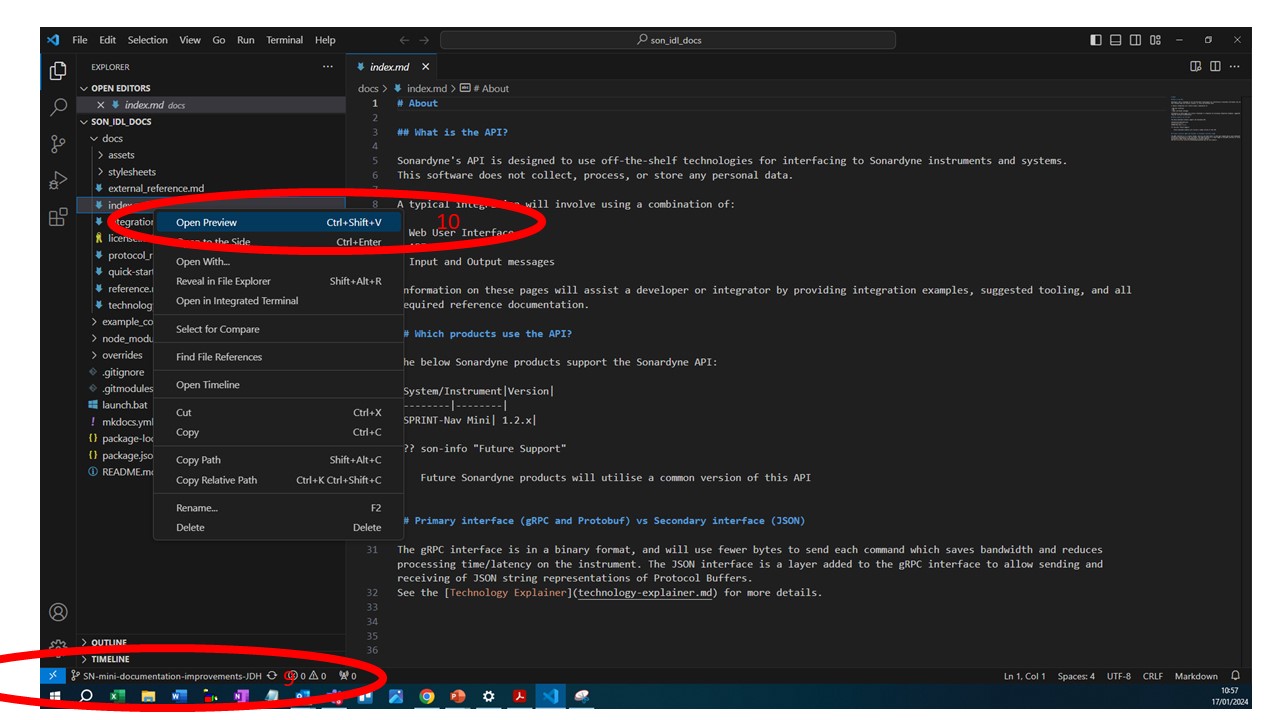 File Edit Selection View Go Run Terminal Help son_idl_docs
EXPLORER
OPEN EDITORS
index.md docs
SON_IDL_DOCS
docs
assets
stylesheets
external_reference.md
index
integration
license
protocol_r
quick-star
reference.
technolog
example_co
node_modu
overrides
.gitignore
.gitmodules
launch.bat
mkdocs.yml
package-loc
package.jso
README.m
OUTLINE
TIMELINE
Open Preview Ctrl+Shift+V
Open to the Side Ctrl+Enter
Open With...
Reveal in File Explorer Shift+Alt+R
Open in Integrated Terminal
Select for Compare
Find File References
Open Timeline
Cut Ctrl+X
Copy Ctrl+C
Copy Path Shift+Alt+C
Copy Relative Path Ctrl+K Ctrl+Shift+C
Rename... F2
Delete Delete
10
index.md
docs > index.md > # About
1 # About
2
3 ## What is the API?
4
5 Sonardyne's API is designed to use off-the-shelf technologies for interfacing to Sonardyne instruments and systems.
6 This software does not collect, process, or store any personal data.
7
8 A typical integration will involve using a combination of:
Web User Interface
Input and Output messages
nformation on these pages will assist a developer or integrator by providing integration examples, suggested tooling, and all
equired reference documentation.
# Which products use the API?
he below Sonardyne products support the Sonardyne API:
System/Instrument|Version|
--------|--------|
SPRINT-Nav Mini| 1.2.x|
?? son-info "Future Support"
Future Sonardyne products will utilise a common version of this API
# Primary interface (gRPC and Protobuf) vs Secondary interface (JSON)
31 The gRPC interface is in a binary format, and will use fewer bytes to send each command which saves bandwidth and reduces
processing time/latency on the instrument. The JSON interface is a layer added to the gRPC interface to allow sending and
receiving of JSON string representations of Protocol Buffers.
32 See the [Technology Explainer](technology-explainer.md) for more details.
33
34
35
36
SN-mini-documentation-improvements-JDH 9 0 0 0 Ln 1, Col 1 Spaces: 4 UTF-8 CRLF Markdown
10:57
17/01/2024